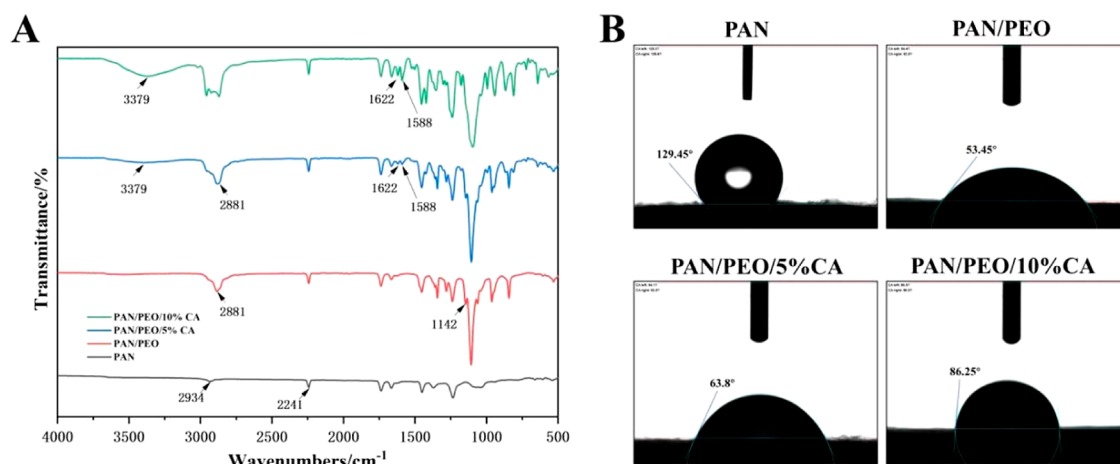 A
Transmittance/%
3379
1622
1588
3379
2881
1622
1588
2881
1142
PAN/PEO/10% CA
PAN/PEO/5% CA
PAN/PEO
PAN
2934
2241
4000 3500 3000 2500 2000 1500 1000 500
Wavenumbers/cm-1
B
PAN
129.45°
PAN/PEO
53.45°
PAN/PEO/5%CA
63.8°
PAN/PEO/10%CA
86.25°